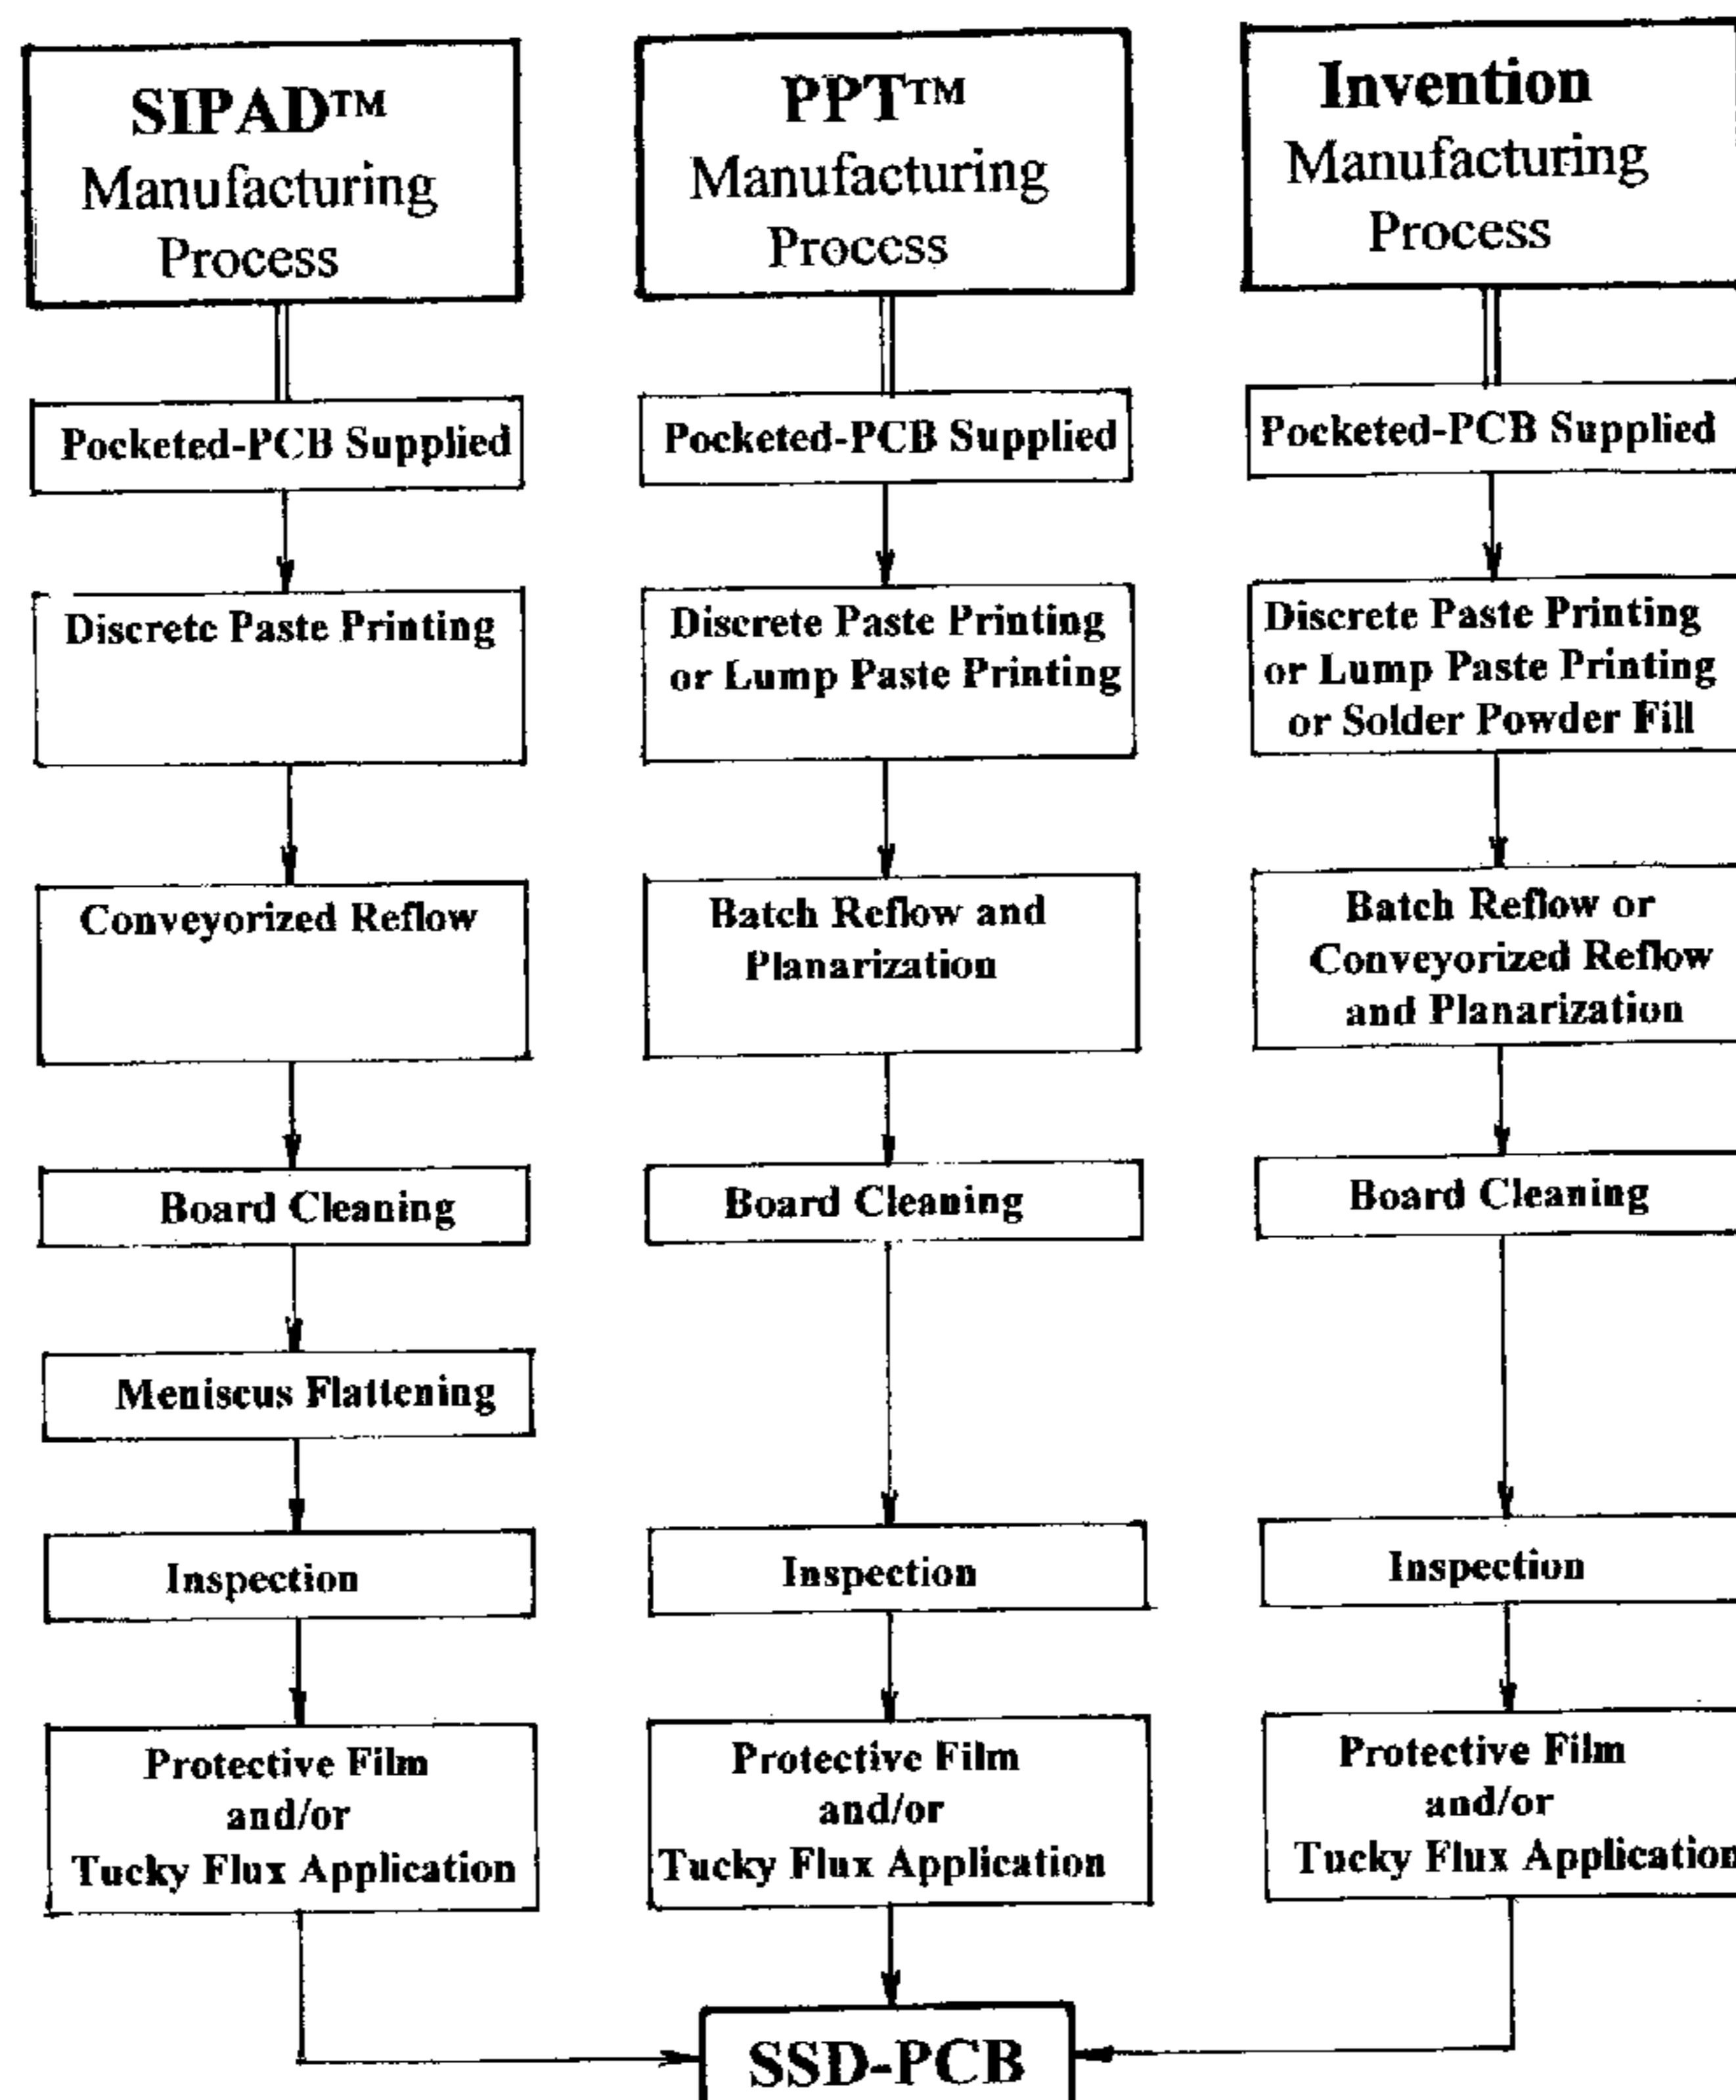 SIPAD™
Manufacturing
Process
Pocketed-PCB Supplied
Discrete Paste Printing
Conveyorized Reflow
Board Cleaning
Meniscus Flattening
Inspection
Protective Film
and/or
Tucky Flux Application
PPT™
Manufacturing
Process
Pocketed-PCB Supplied
Discrete Paste Printing
or Lump Paste Printing
Batch Reflow and
Planarization
Board Cleaning
Inspection
Protective Film
and/or
Tucky Flux Application
Invention
Manufacturing
Process
Pocketed-PCB Supplied
Discrete Paste Printing
or Lump Paste Printing
or Solder Powder Fill
Batch Reflow or
Conveyorized Reflow
and Planarization
Board Cleaning
Inspection
Protective Film
and/or
Tucky Flux Application
SSD-PCB